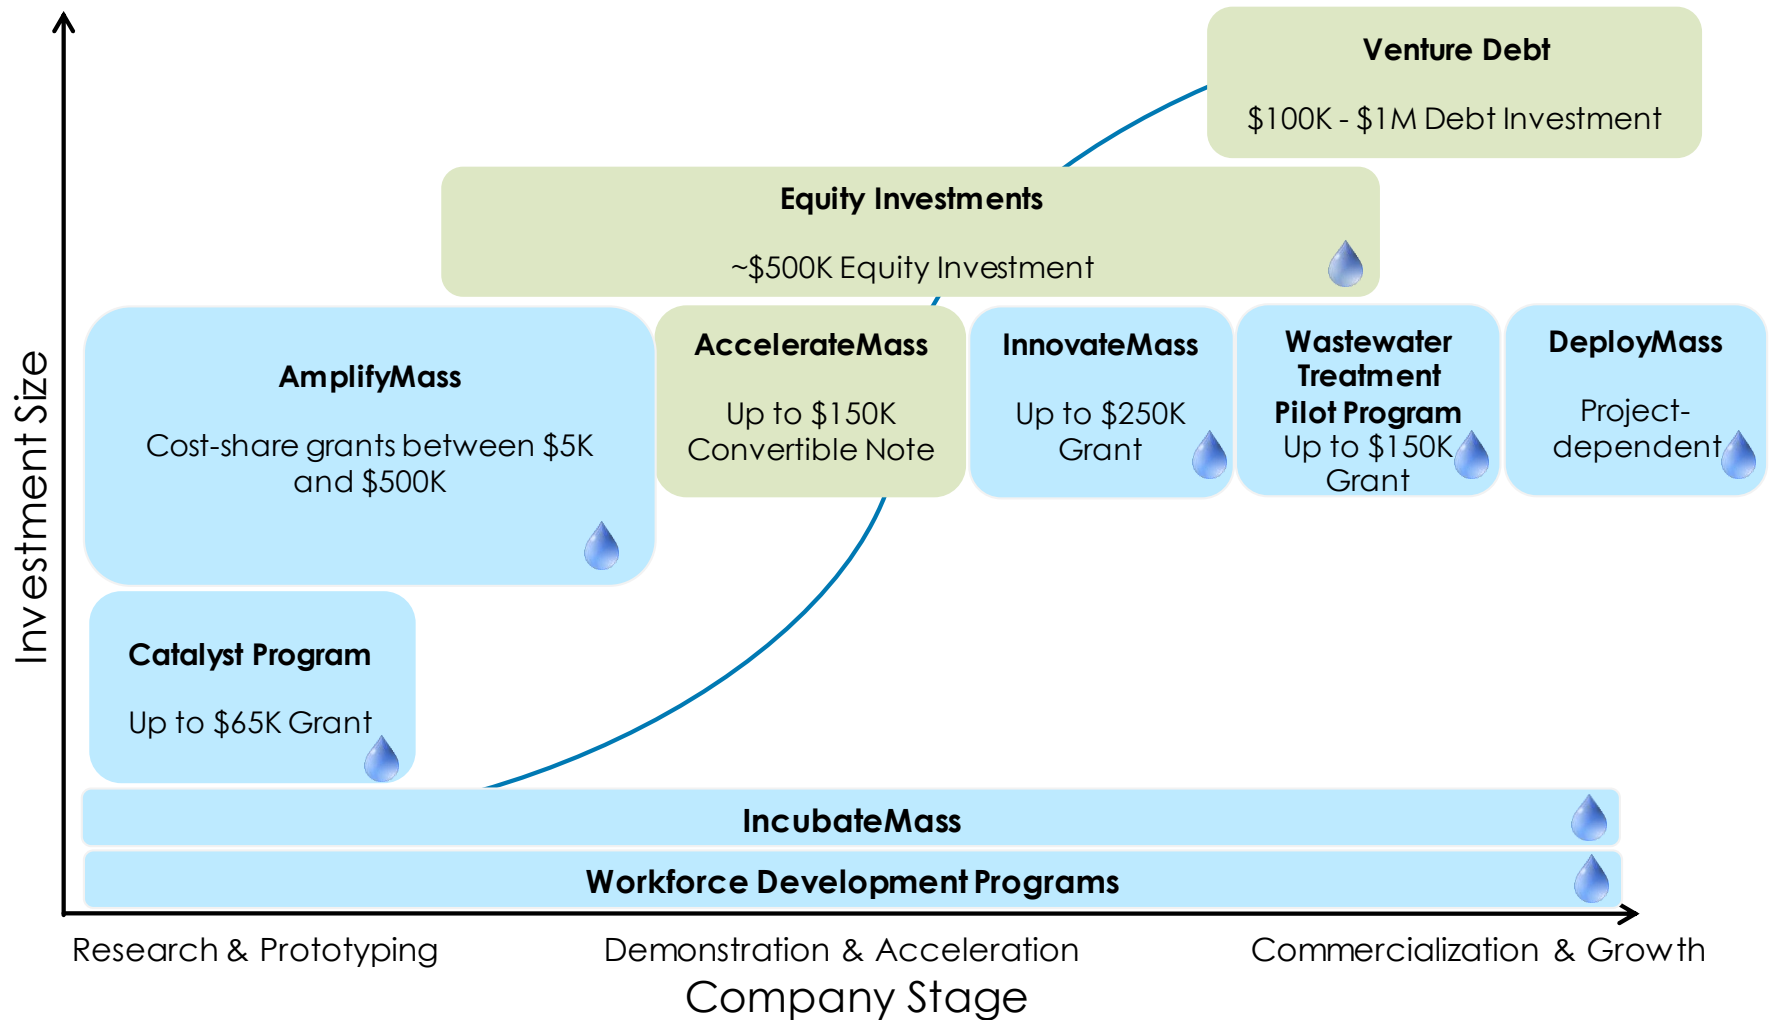 Investment Size
Venture Debt
$100K - $1M Debt Investment
Equity Investments
~$500K Equity Investment
AmplifyMass
Cost-share grants between $5K
and $500K
AccelerateMass
Up to $150K
Convertible Note
InnovateMass
Up to $250K
Grant
Wastewater
Treatment
Pilot Program
Up to $150K
Grant
DeployMass
Project-
dependent
Catalyst Program
Up to $65K Grant
IncubateMass
Workforce Development Programs
Research & Prototyping
Demonstration & Acceleration
Commercialization & Growth
Company Stage